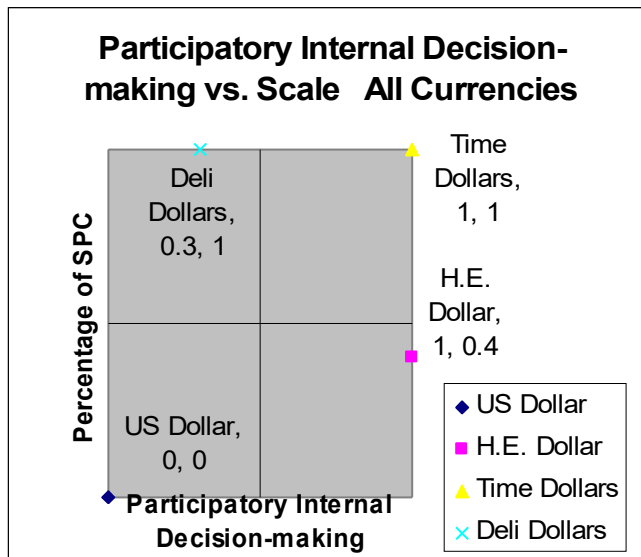 Participatory Internal Decision-
making vs. Scale   All Currencies
Percentage of SPC
Deli
Dollars,
0.3, 1
Time
Dollars,
1, 1
H.E.
Dollar,
1, 0.4
US Dollar,
0, 0
Participatory Internal
Decision-making
US Dollar
H.E. Dollar
Time Dollars
Deli Dollars